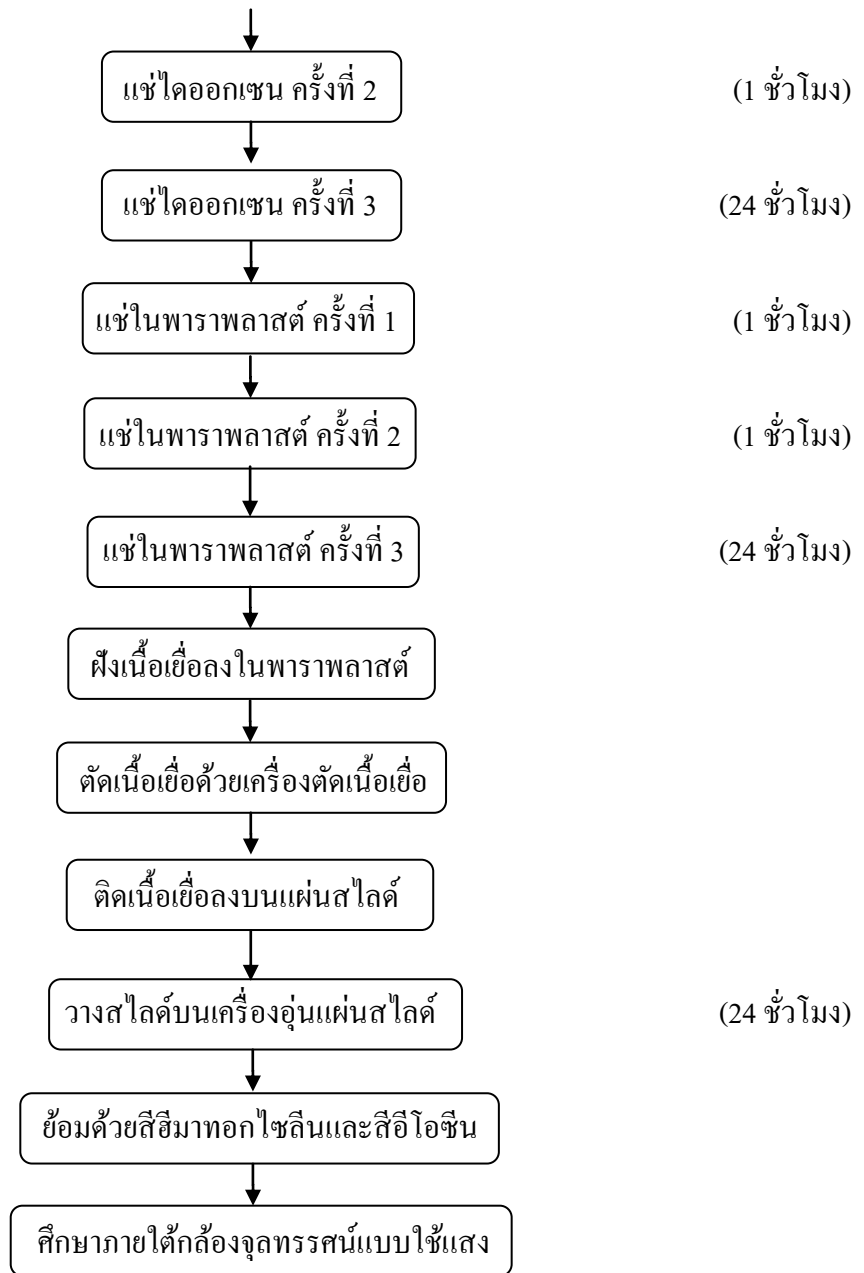 แช่ไดออกเซน ครั้งที่ 2 (1 ชั่วโมง)
แช่ไดออกเซน ครั้งที่ 3 (24 ชั่วโมง)
แช่ในพาราพลาสต์ ครั้งที่ 1 (1 ชั่วโมง)
แช่ในพาราพลาสต์ ครั้งที่ 2 (1 ชั่วโมง)
แช่ในพาราพลาสต์ ครั้งที่ 3 (24 ชั่วโมง)
ฝังเนื้อเยื่อลงในพาราพลาสต์
ตัดเนื้อเยื่อด้วยเครื่องตัดเนื้อเยื่อ
ติดเนื้อเยื่อลงบนแผ่นสไลด์
วางสไลด์บนเครื่องอุ่นแผ่นสไลด์ (24 ชั่วโมง)
ย้อมด้วยสีฮีมาทอกไซลีนและสีอีโอซีน
ศึกษาภายใต้กล้องจุลทรรศน์แบบใช้แสง